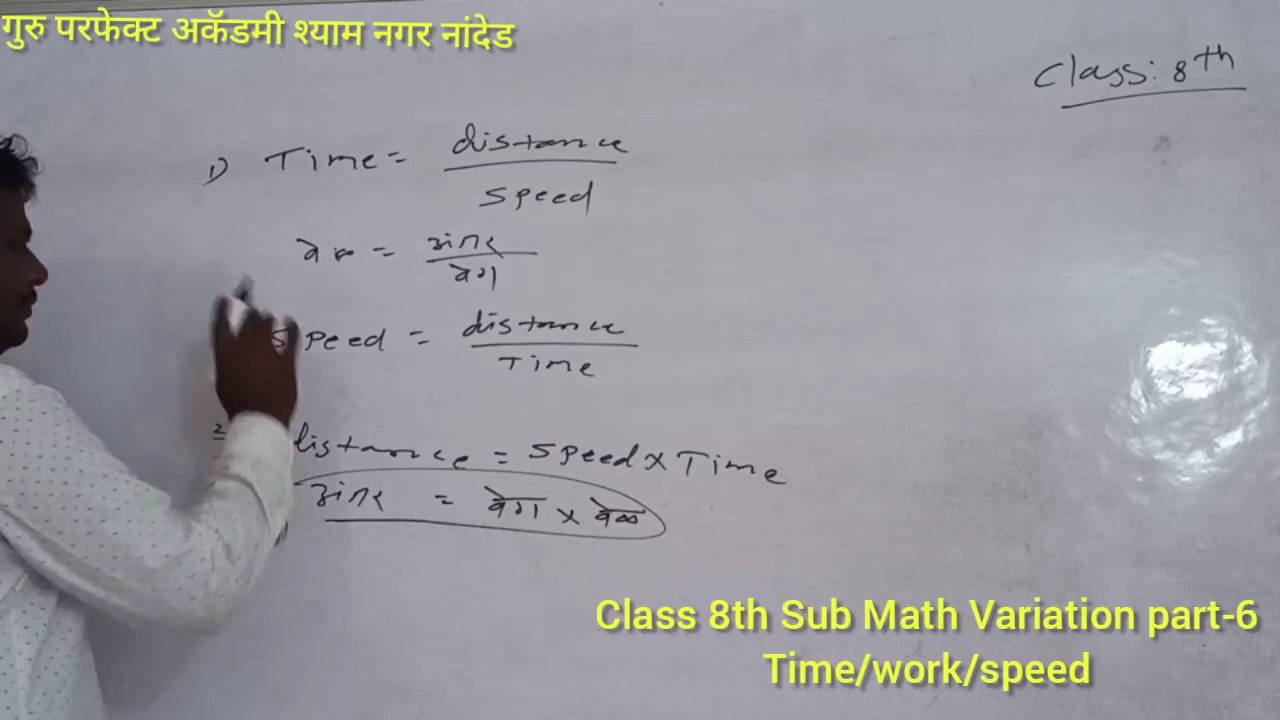 गुरु परफेक्ट अकॅडमी श्याम नगर नांदेड
Class: 8th
1) Time = distance
speed
वेळ = अंतर
वेग
speed = distance
Time
2 distance = speed x Time
अंतर = वेग x वेळ
Class 8th Sub Math Variation part-6
Time/work/speed